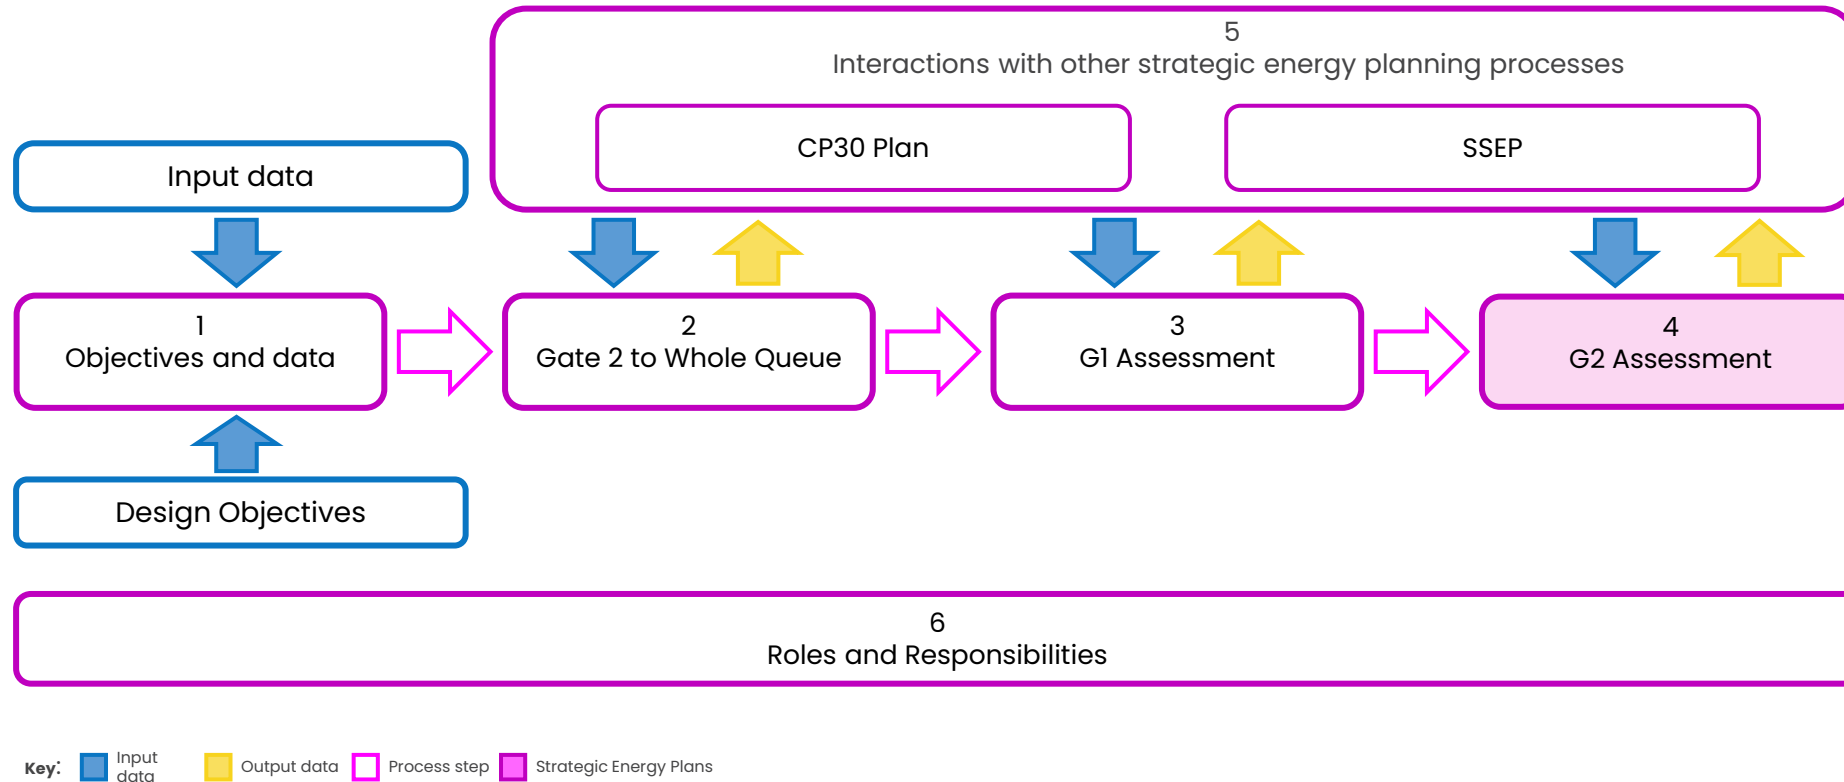 5
Interactions with other strategic energy planning processes
CP30 Plan
SSEP
Input data
1
Objectives and data
2
Gate 2 to Whole Queue
3
G1 Assessment
4
G2 Assessment
Design Objectives
6
Roles and Responsibilities
Key:
Input
data
Output data
Process step
Strategic Energy Plans